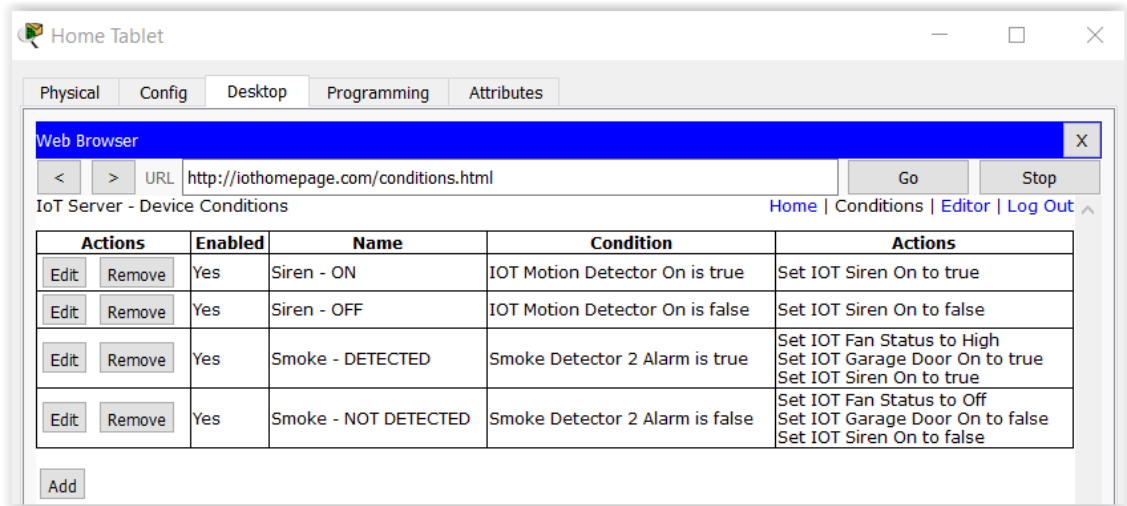 Home Tablet
Physical Config Desktop Programming Attributes
Web Browser X
< > URL http://iothomepage.com/conditions.html Go Stop
IoT Server - Device Conditions Home | Conditions | Editor | Log Out
Actions Enabled Name Condition Actions
Edit Remove Yes Siren - ON IOT Motion Detector On is true Set IOT Siren On to true
Edit Remove Yes Siren - OFF IOT Motion Detector On is false Set IOT Siren On to false
Edit Remove Yes Smoke - DETECTED Smoke Detector 2 Alarm is true Set IOT Fan Status to High
Set IOT Garage Door On to true
Set IOT Siren On to true
Edit Remove Yes Smoke - NOT DETECTED Smoke Detector 2 Alarm is false Set IOT Fan Status to Off
Set IOT Garage Door On to false
Set IOT Siren On to false
Add